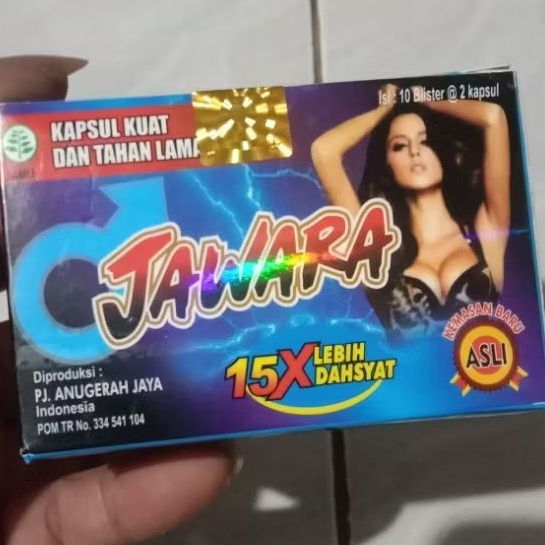 Isi : 10 Blister @ 2 kapsul
KAPSUL KUAT
DAN TAHAN LAMA
JAWARA
15X LEBIH
DAHSYAT
KEMASAN BARU
ASLI
Diproduksi :
PJ. ANUGERAH JAYA
Indonesia
POM TR No. 334 541 104